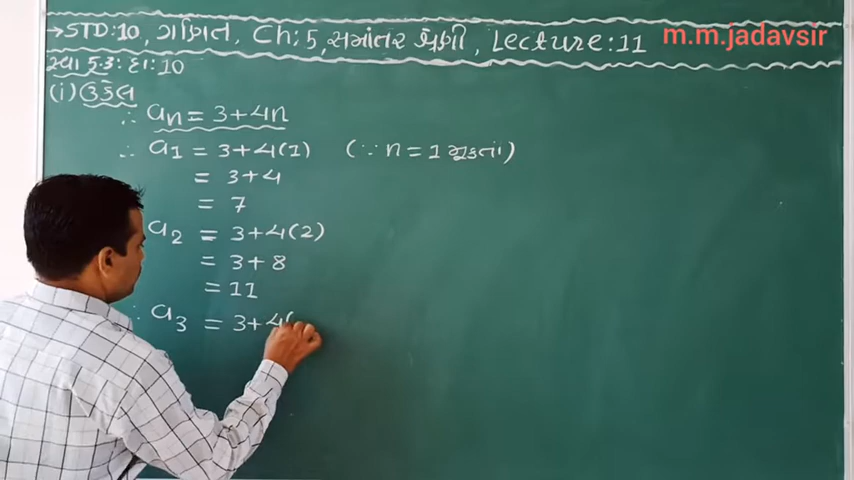 →STD:10, ગણિત, Ch:5, સમાંતર શ્રેણી, Lecture:11
m.m.jadavsir
સ્વા 5.3: દા:10
(i) ઉકેલ
∴ an = 3+4n
∴ a1 = 3+4(1) (∵ n = 1 મુકતાં)
= 3+4
= 7
a2 = 3+4(2)
= 3+8
= 11
∴ a3 = 3+4(